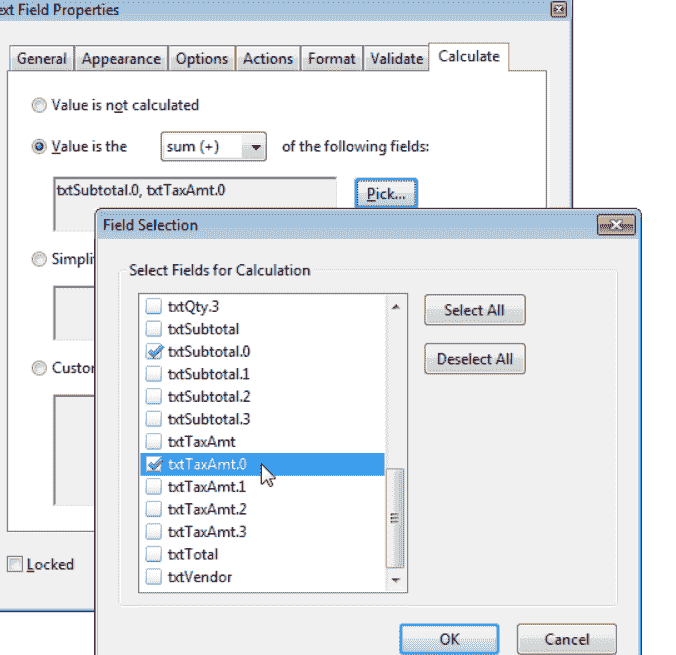 ext Field Properties
General Appearance Options Actions Format Validate Calculate
Value is not calculated
Value is the sum (+) of the following fields:
txtSubtotal.0, txtTaxAmt.0
Pick...
Field Selection
Simpli
Select Fields for Calculation
txtQty.3
Select All
txtSubtotal
txtSubtotal.0
Deselect All
Custor
txtSubtotal.1
txtSubtotal.2
txtSubtotal.3
txtTaxAmt
txtTaxAmt.0
txtTaxAmt.1
txtTaxAmt.2
txtTaxAmt.3
txtTotal
Locked
txtVendor
OK Cancel